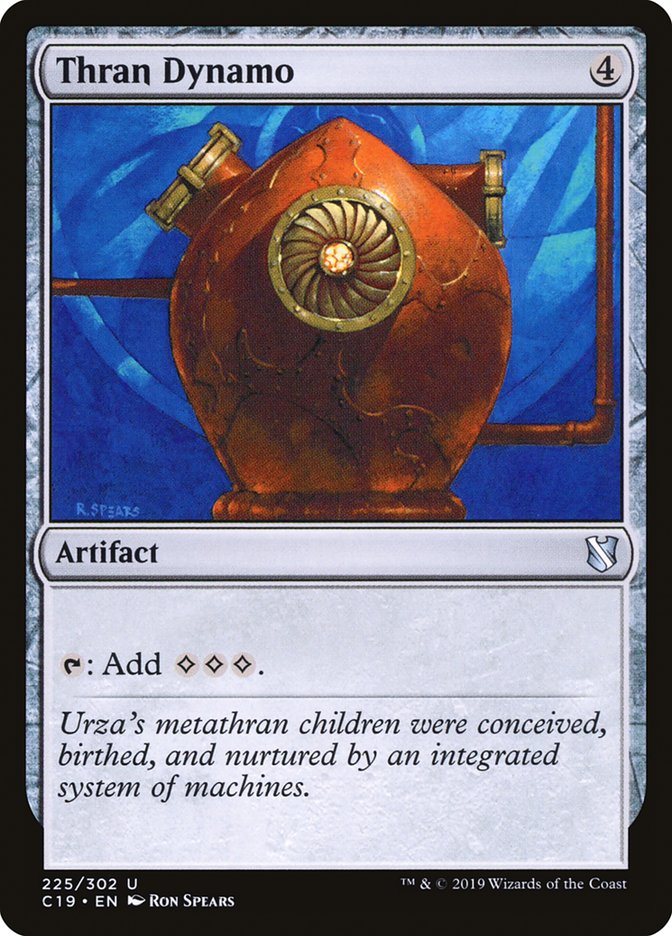 Thran Dynamo 4
R. SPEARS
Artifact
: Add .
Urza's metathran children were conceived,
birthed, and nurtured by an integrated
system of machines.
225/302 U
™ & © 2019 Wizards of the Coast
C19 • EN Ron Spears